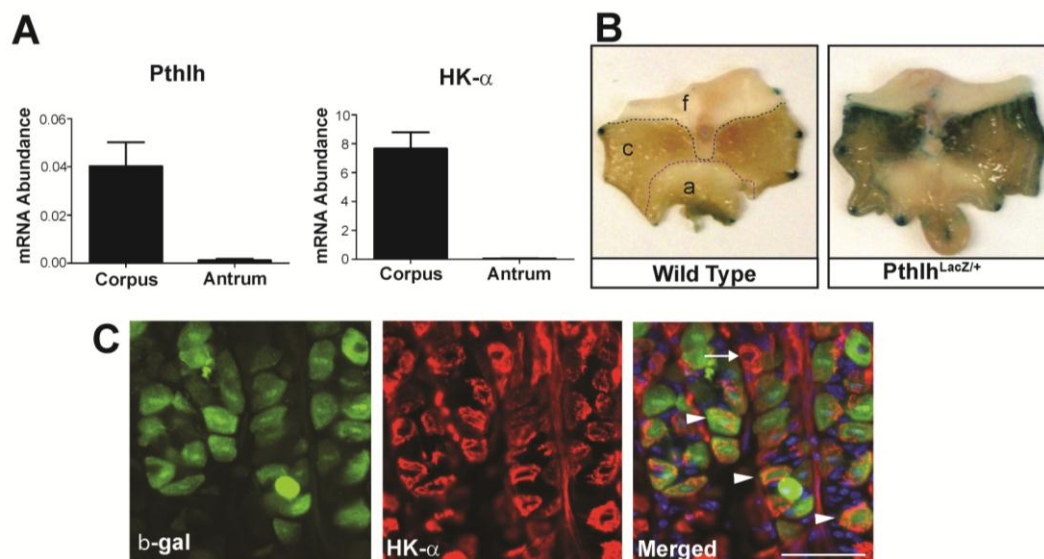 A
Pthlh
mRNA Abundance
0.06
0.04
0.02
0.00
Corpus
Antrum
HK-α
mRNA Abundance
10
8
6
4
2
0
Corpus
Antrum
B
f
c
a
Wild Type
Pthlh LacZ/+
C
b-gal
HK-α
Merged